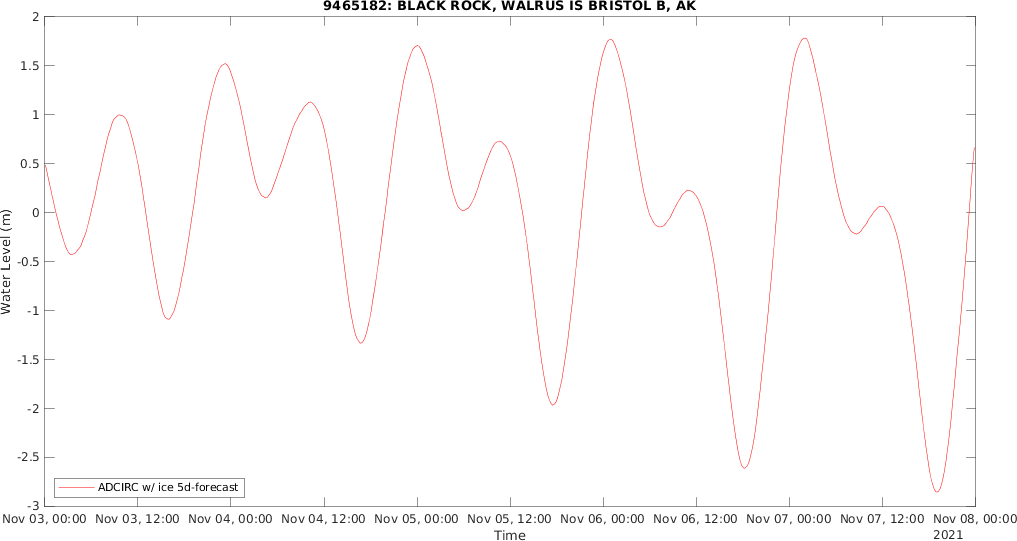 9465182: BLACK ROCK, WALRUS IS BRISTOL B, AK
2
1.5
1
0.5
0
-0.5
-1
-1.5
-2
-2.5
-3
Water Level (m)
ADCIRC w/ ice 5d-forecast
Nov 03, 00:00 Nov 03, 12:00 Nov 04, 00:00 Nov 04, 12:00 Nov 05, 00:00 Nov 05, 12:00 Nov 06, 00:00 Nov 06, 12:00 Nov 07, 00:00 Nov 07, 12:00 Nov 08, 00:00
Time
2021